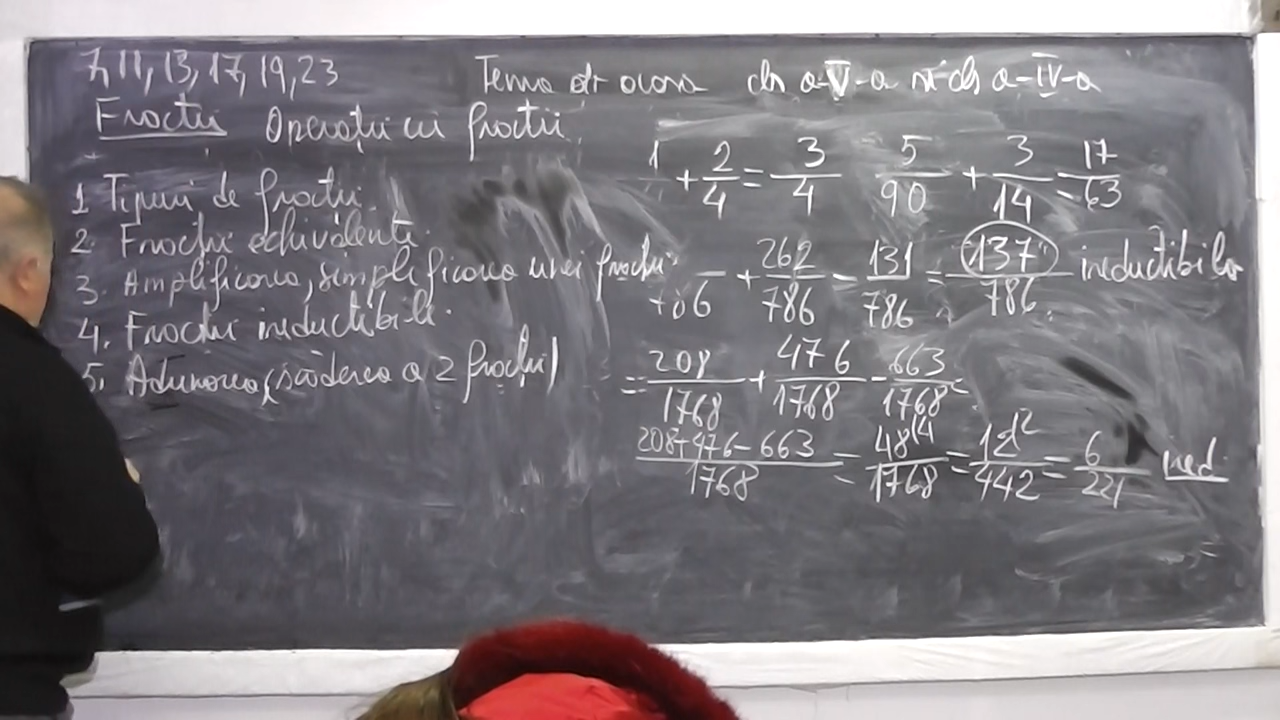 7, 11, 13, 17, 19, 23
Tema de acasa cls a-V-a și cls a-IV-a
Fracții Operații cu fracții
1 Tipuri de fracții.
2. Fracții echivalente.
3. Amplificarea, simplificarea unei fracții
4. Fracții ireductibile.
5. Adunarea, (scăderea a 2 fracții)
1 + 2/4 = 3/4 5/90 + 3/14 = 17/63
+ 262/786 - 131/786 = 137/786 ireductibila
= 208/1768 + 476/1768 - 663/1768 =
208+476-663/1768 = 48(4/1768 = 12(2/442 = 6/221 ired.